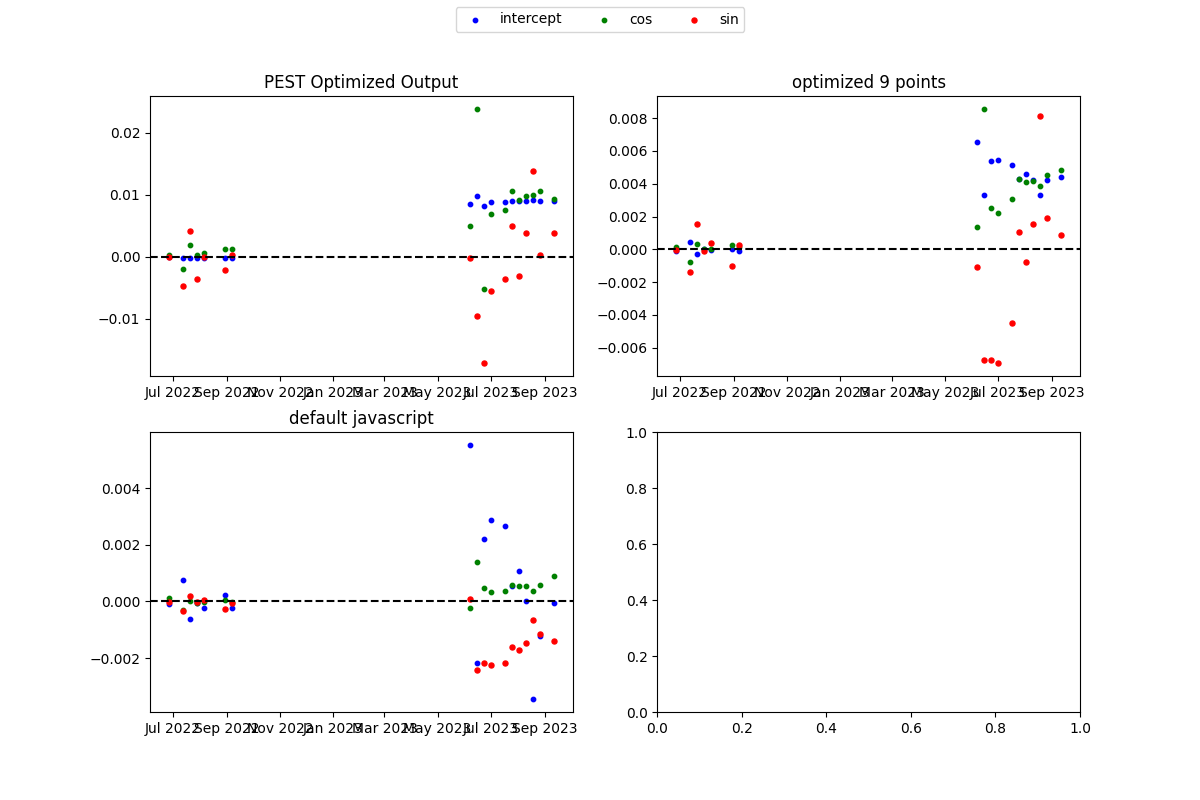 intercept cos sin
PEST Optimized Output
0.02
0.01
0.00
−0.01
Jul 2022 Sep 2022 Nov 2022 Jan 2023 Mar 2023 May 2023 Jul 2023 Sep 2023
optimized 9 points
0.008
0.006
0.004
0.002
0.000
−0.002
−0.004
−0.006
Jul 2022 Sep 2022 Nov 2022 Jan 2023 Mar 2023 May 2023 Jul 2023 Sep 2023
default javascript
0.004
0.002
0.000
−0.002
Jul 2022 Sep 2022 Nov 2022 Jan 2023 Mar 2023 May 2023 Jul 2023 Sep 2023
1.0
0.8
0.6
0.4
0.2
0.0
0.0 0.2 0.4 0.6 0.8 1.0